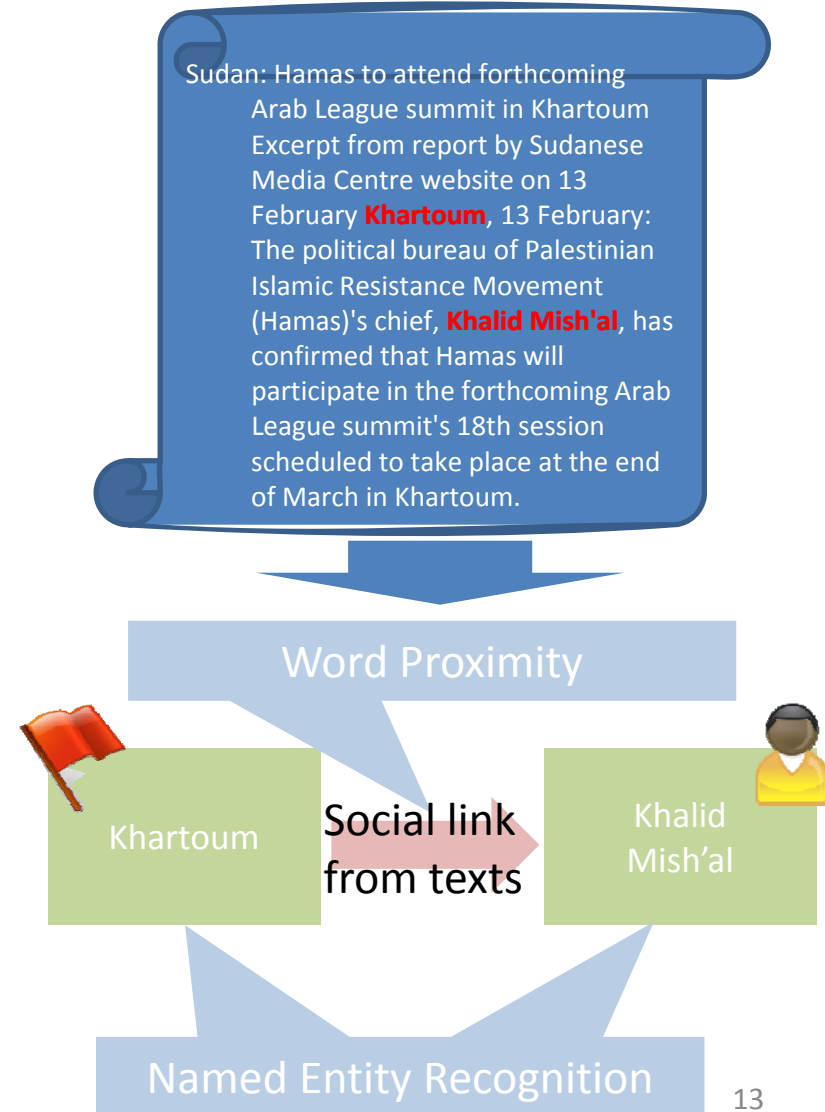 Sudan: Hamas to attend forthcoming
Arab League summit in Khartoum
Excerpt from report by Sudanese
Media Centre website on 13
February Khartoum, 13 February:
The political bureau of Palestinian
Islamic Resistance Movement
(Hamas)'s chief, Khalid Mish'al, has
confirmed that Hamas will
participate in the forthcoming Arab
League summit's 18th session
scheduled to take place at the end
of March in Khartoum.
Word Proximity
Khartoum
Social link
from texts
Khalid
Mish’al
Named Entity Recognition
13